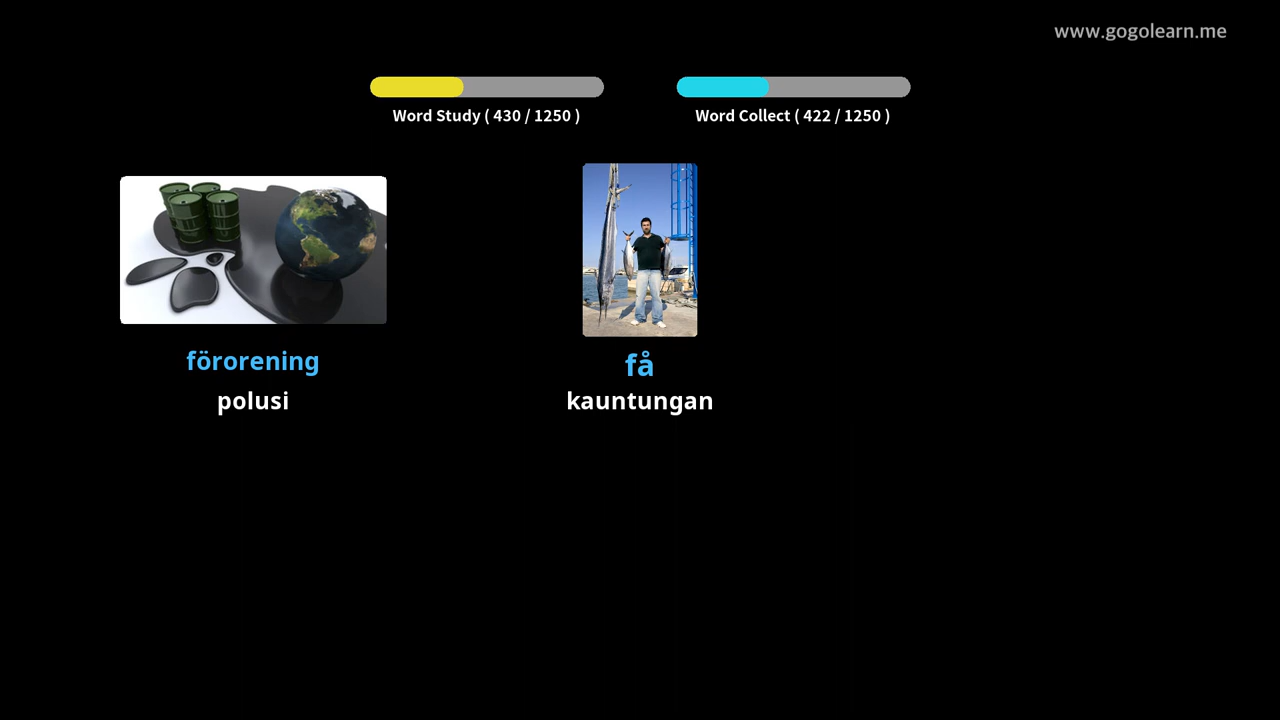 www.gogolearn.me
Word Study ( 430 / 1250 )
Word Collect ( 422 / 1250 )
förorening
polusi
få
kauntungan